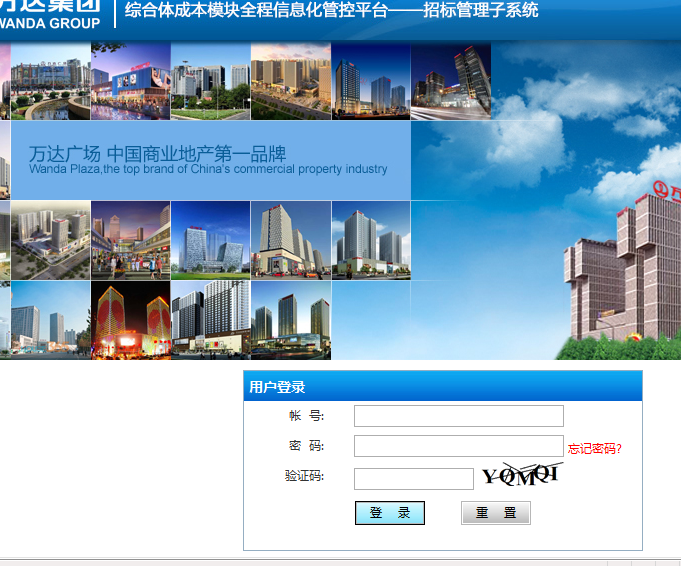 万达集团
WANDA GROUP
综合体成本模块全程信息化管控平台——招标管理子系统
万达广场 中国商业地产第一品牌
Wanda Plaza,the top brand of China's commercial property industry
万
用户登录
帐 号:
密 码:
忘记密码?
验证码:
YQMQI
登 录
重 置